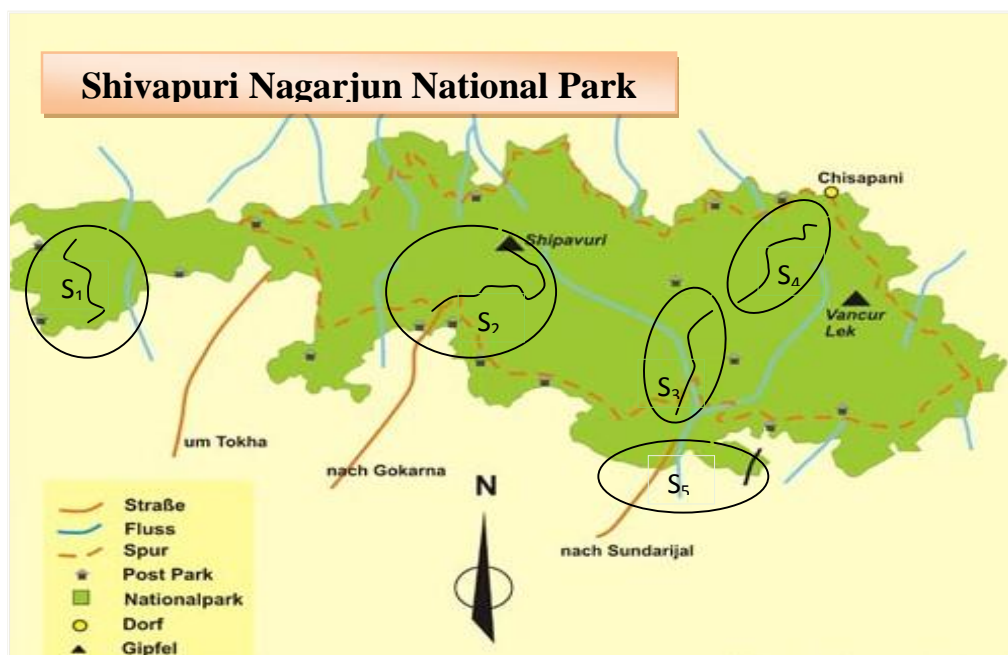 Shivapuri Nagarjun National Park
Chisapani
Shipavuri
S1
S4
S2
Vancur
Lek
S3
um Tokha
nach Gokarna
S5
N
nach Sundarijal
Straße
Fluss
Spur
Post Park
Nationalpark
Dorf
Gipfel